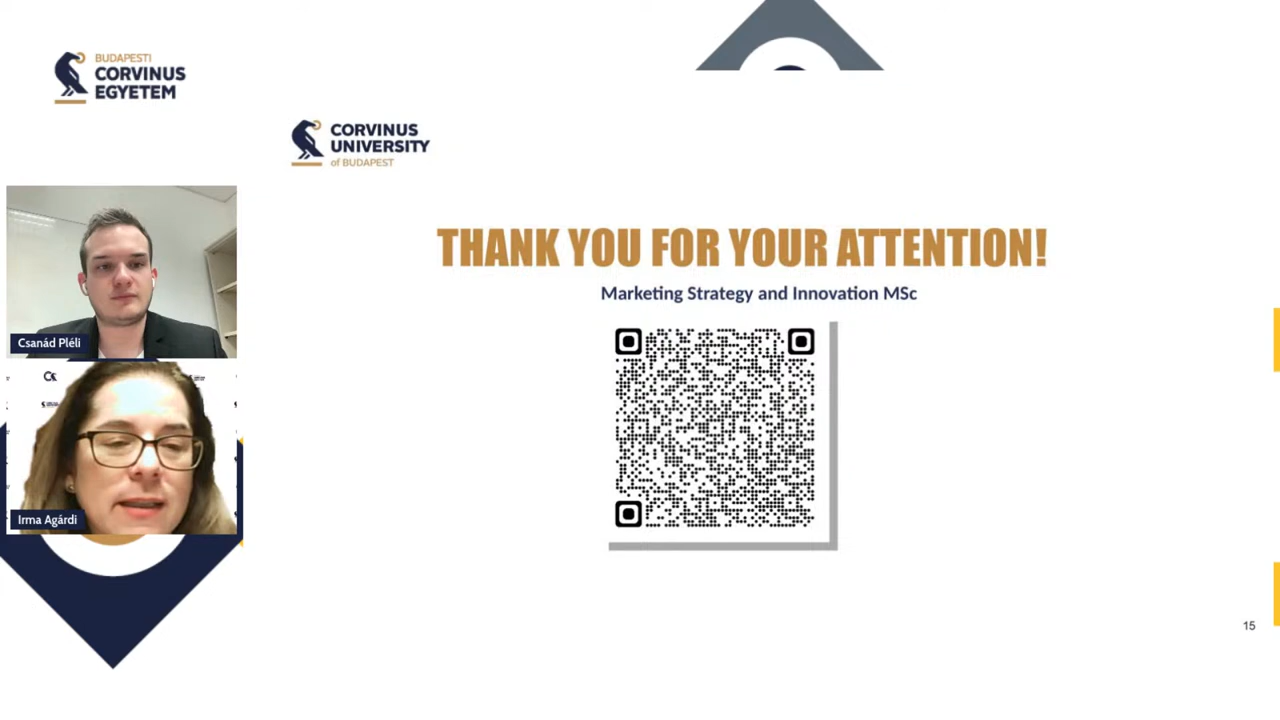 BUDAPESTI
CORVINUS
EGYETEM
CORVINUS
UNIVERSITY
of BUDAPEST
THANK YOU FOR YOUR ATTENTION!
Marketing Strategy and Innovation MSc
Csanád Pléli
Irma Agárdi
15